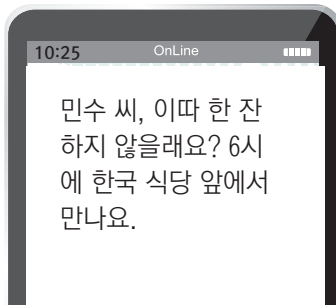 10:25 OnLine
민수 씨, 이따 한 잔
하지 않을래요? 6시
에 한국 식당 앞에서
만나요.